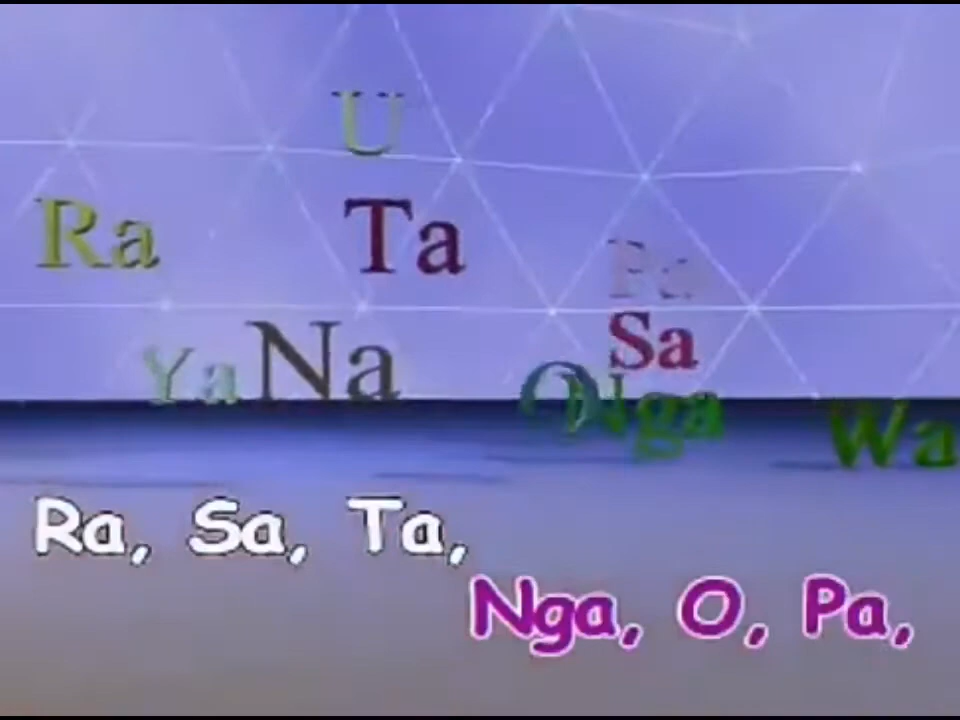 U
Ra Ta
Pa
Sa
Ya Na
O Nga
Wa
Ra, Sa, Ta,
Nga, O, Pa,